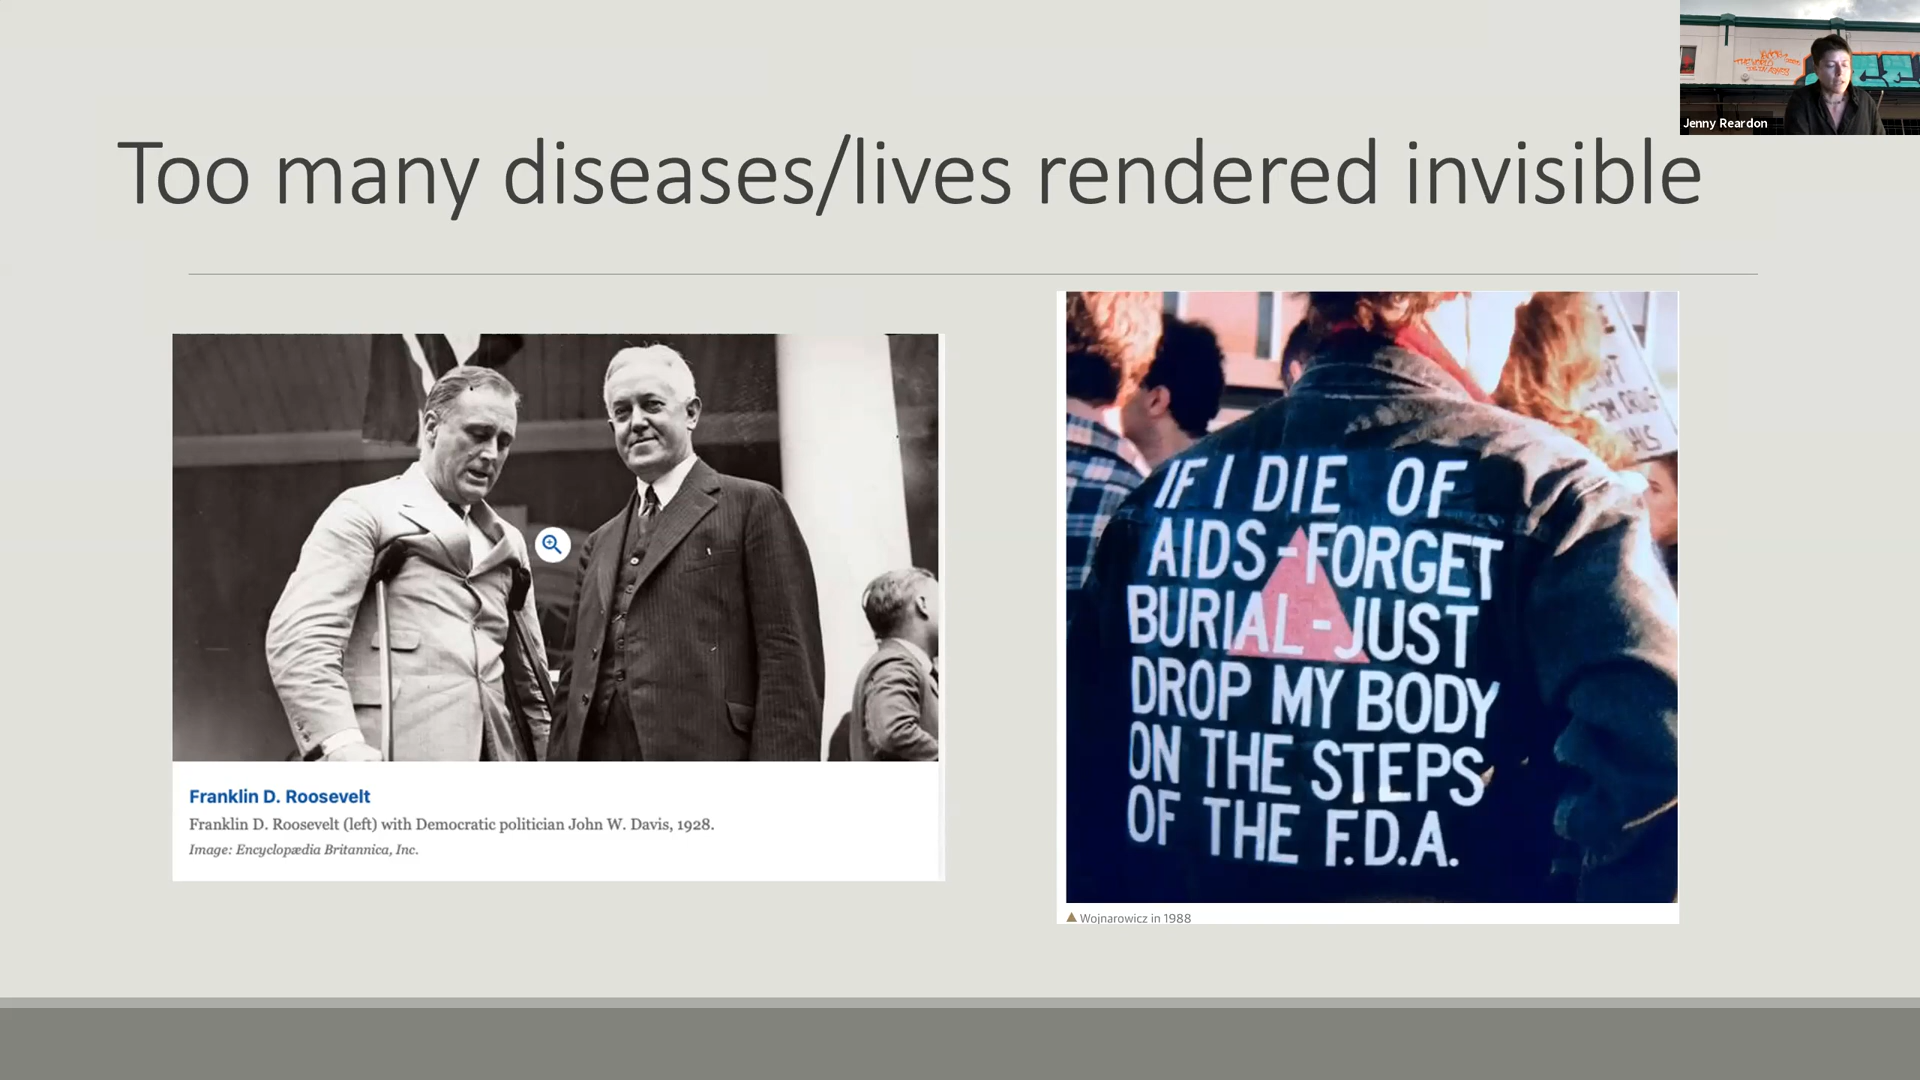 Too many diseases/lives rendered invisible
Jenny Reardon
IF I DIE OF
AIDS - FORGET
BURIAL - JUST
DROP MY BODY
ON THE STEPS
OF THE F.D.A.
Franklin D. Roosevelt
Franklin D. Roosevelt (left) with Democratic politician John W. Davis, 1928.
Image: Encyclopædia Britannica, Inc.
Wojnarowicz in 1988